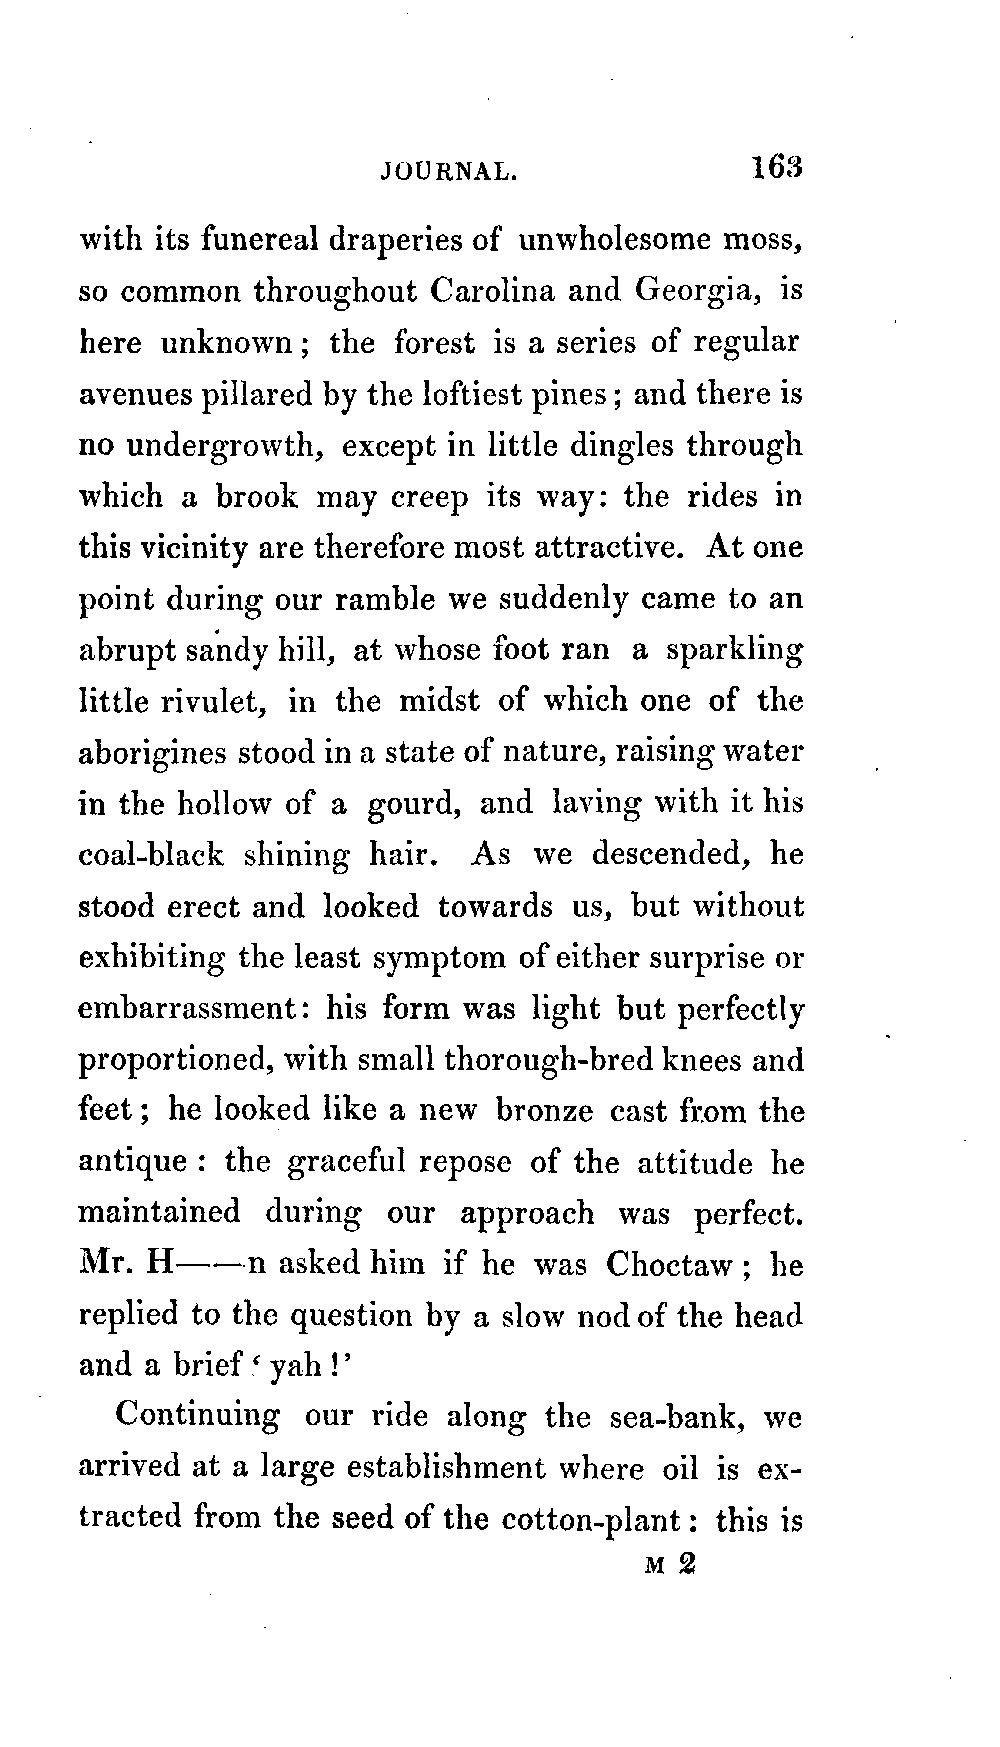 JOURNAL. 163
with its funereal draperies of unwholesome moss,
so common throughout Carolina and Georgia, is
here unknown; the forest is a series of regular
avenues pillared by the loftiest pines; and there is
no undergrowth, except in little dingles through
which a brook may creep its way: the rides in
this vicinity are therefore most attractive. At one
point during our ramble we suddenly came to an
abrupt sandy hill, at whose foot ran a sparkling
little rivulet, in the midst of which one of the
aborigines stood in a state of nature, raising water
in the hollow of a gourd, and laving with it his
coal-black shining hair. As we descended, he
stood erect and looked towards us, but without
exhibiting the least symptom of either surprise or
embarrassment: his form was light but perfectly
proportioned, with small thorough-bred knees and
feet; he looked like a new bronze cast from the
antique: the graceful repose of the attitude he
maintained during our approach was perfect.
Mr. H——n asked him if he was Choctaw; he
replied to the question by a slow nod of the head
and a brief ‘yah!’
Continuing our ride along the sea-bank, we
arrived at a large establishment where oil is ex-
tracted from the seed of the cotton-plant: this is
M 2